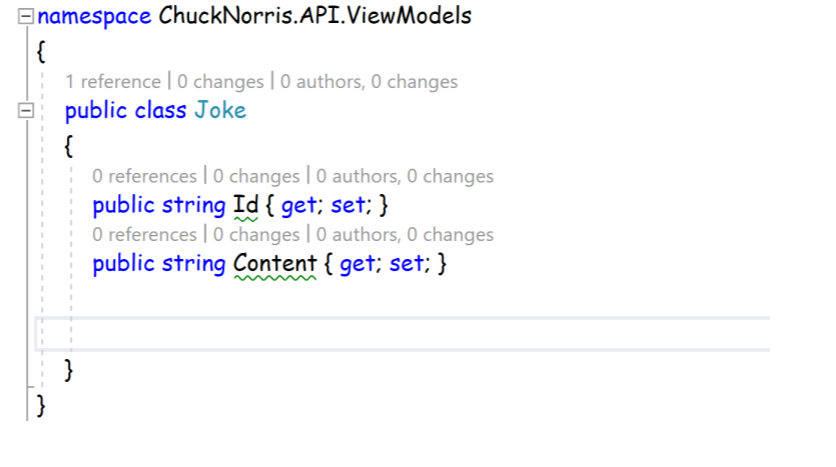 namespace ChuckNorris.API.ViewModels
{
1 reference | 0 changes | 0 authors, 0 changes
public class Joke
{
0 references | 0 changes | 0 authors, 0 changes
public string Id { get; set; }
0 references | 0 changes | 0 authors, 0 changes
public string Content { get; set; }
}
}